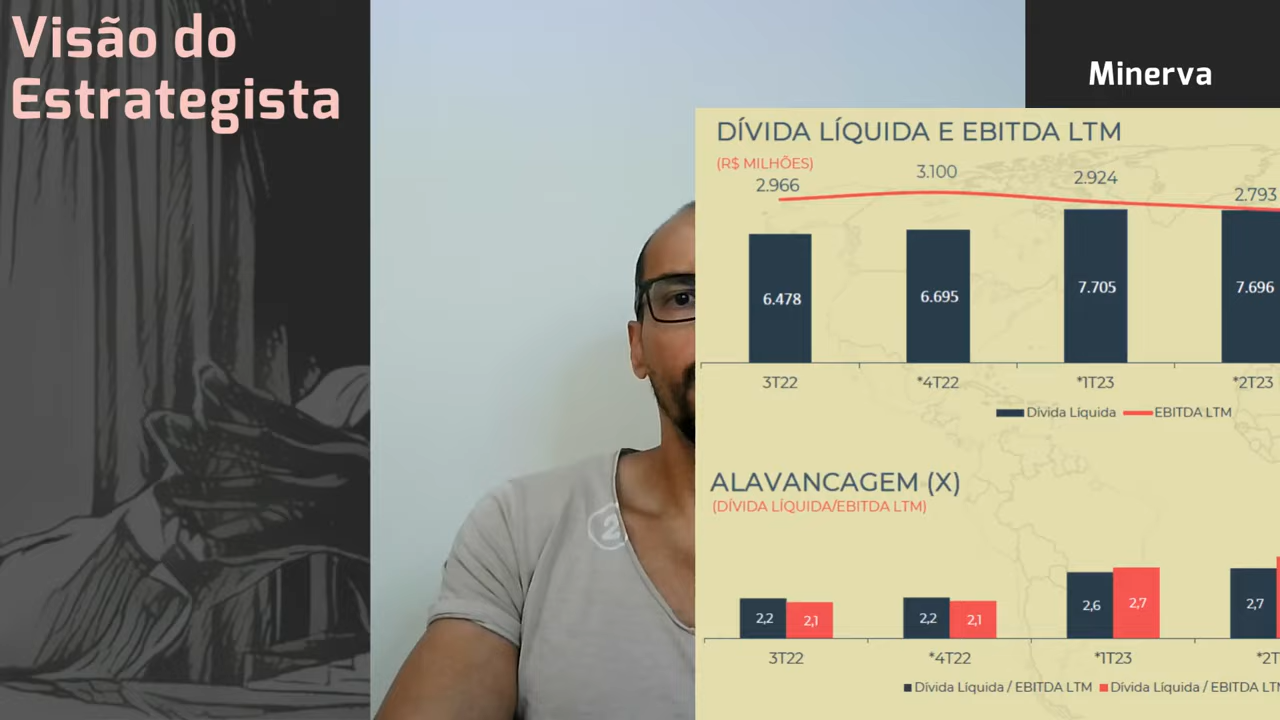 Visão do
Estrategista
Minerva
DÍVIDA LÍQUIDA E EBITDA LTM
(R$ MILHÕES)
2.966
3.100
2.924
2.793
6.478
6.695
7.705
7.696
3T22
*4T22
*1T23
*2T23
Dívida Líquida
EBITDA LTM
ALAVANCAGEM (X)
(DÍVIDA LÍQUIDA/EBITDA LTM)
2,2
2,1
2,2
2,1
2,6
2,7
2,7
3T22
*4T22
*1T23
Dívida Líquida / EBITDA LTM
Dívida Líquida / EBITDA
2